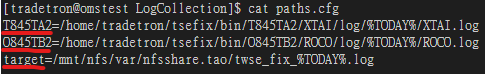 [tradetron@omstest LogCollection]$ cat paths.cfg
T845TA2=/home/tradetron/tsefix/bin/T845TA2/XTAI/log/%TODAY%/XTAI.log
O845TB2=/home/tradetron/tsefix/bin/O845TB2/ROCO/log/%TODAY%/ROCO.log
target=/mnt/nfs/var/nfsshare.tao/twse_fix_%TODAY%.log